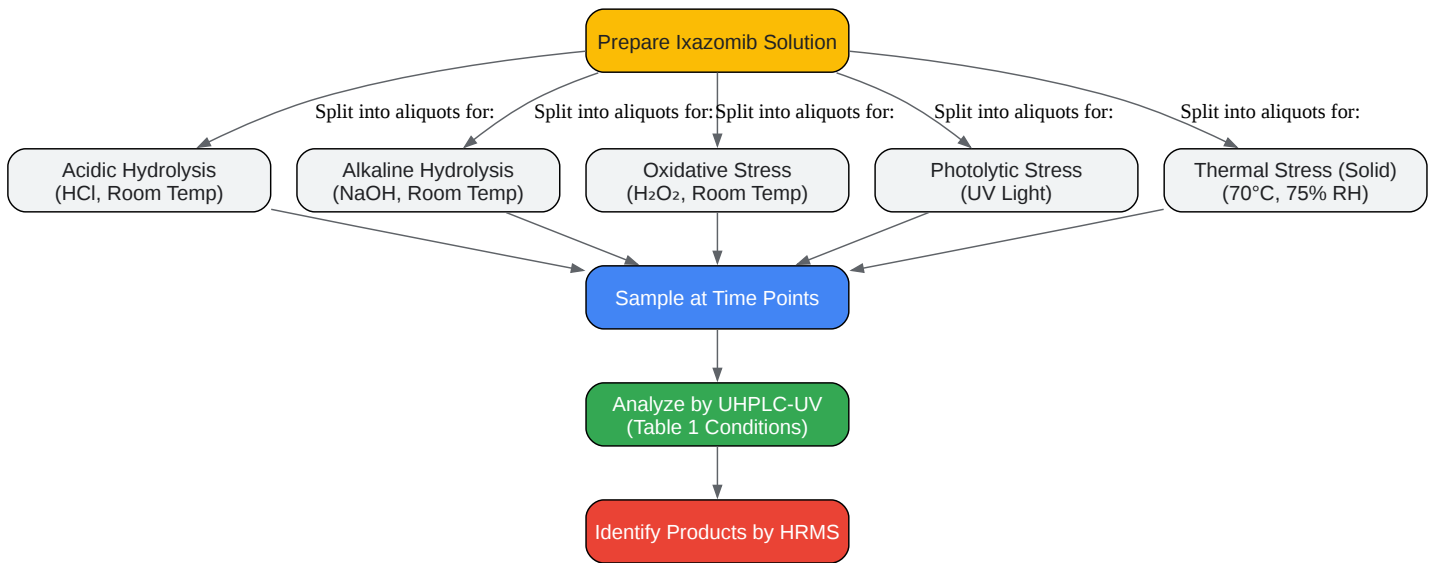 Prepare Ixazomib Solution
Split into aliquots for:
Split into aliquots for:
Split into aliquots for:
Split into aliquots for:
Split into aliquots for:
Acidic Hydrolysis
(HCl, Room Temp)
Alkaline Hydrolysis
(NaOH, Room Temp)
Oxidative Stress
(H₂O₂, Room Temp)
Photolytic Stress
(UV Light)
Thermal Stress (Solid)
(70°C, 75% RH)
Sample at Time Points
Analyze by UHPLC-UV
(Table 1 Conditions)
Identify Products by HRMS